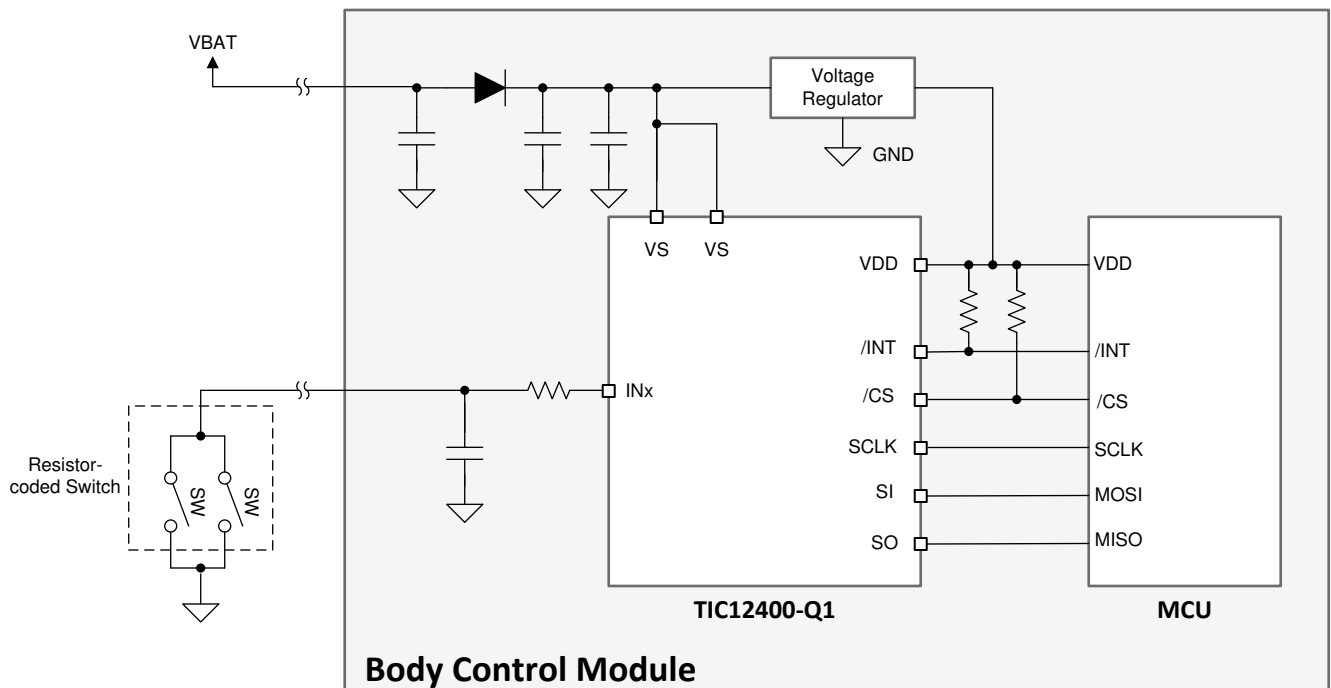 VBAT
Voltage
Regulator
GND
VS
VS
VDD
VDD
/INT
/INT
INx
/CS
/CS
SCLK
SCLK
Resistor-
coded Switch
SW
SW
SI
MOSI
SO
MISO
TIC12400-Q1
MCU
Body Control Module